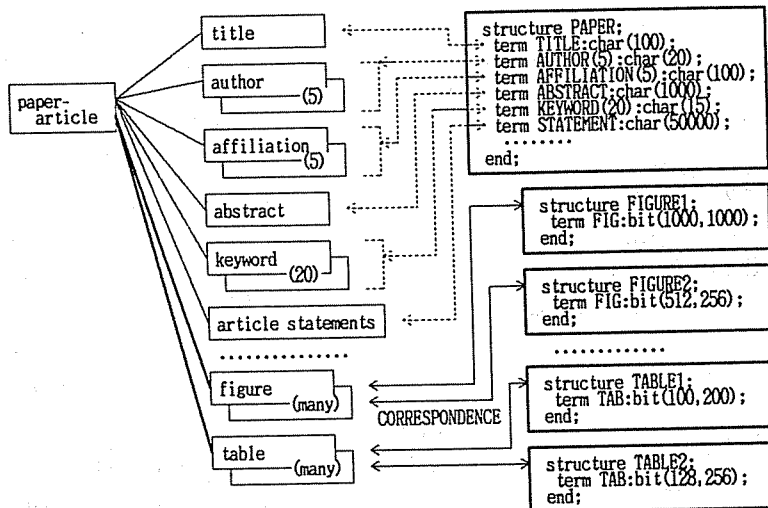 paper-
article
title
author
(5)
affiliation
(5)
abstract
keyword
(20)
article statements
................
figure
(many)
table
(many)
CORRESPONDENCE
structure PAPER;
term TITLE:char(100);
term AUTHOR(5):char(20);
term AFFILIATION(5):char(100);
term ABSTRACT:char(1000);
term KEYWORD(20):char(15);
term STATEMENT:char(50000);
........
end;
structure FIGURE1;
term FIG:bit(1000,1000);
end;
structure FIGURE2;
term FIG:bit(512,256);
end;
.............
structure TABLE1;
term TAB:bit(100,200);
end;
structure TABLE2;
term TAB:bit(128,256);
end;